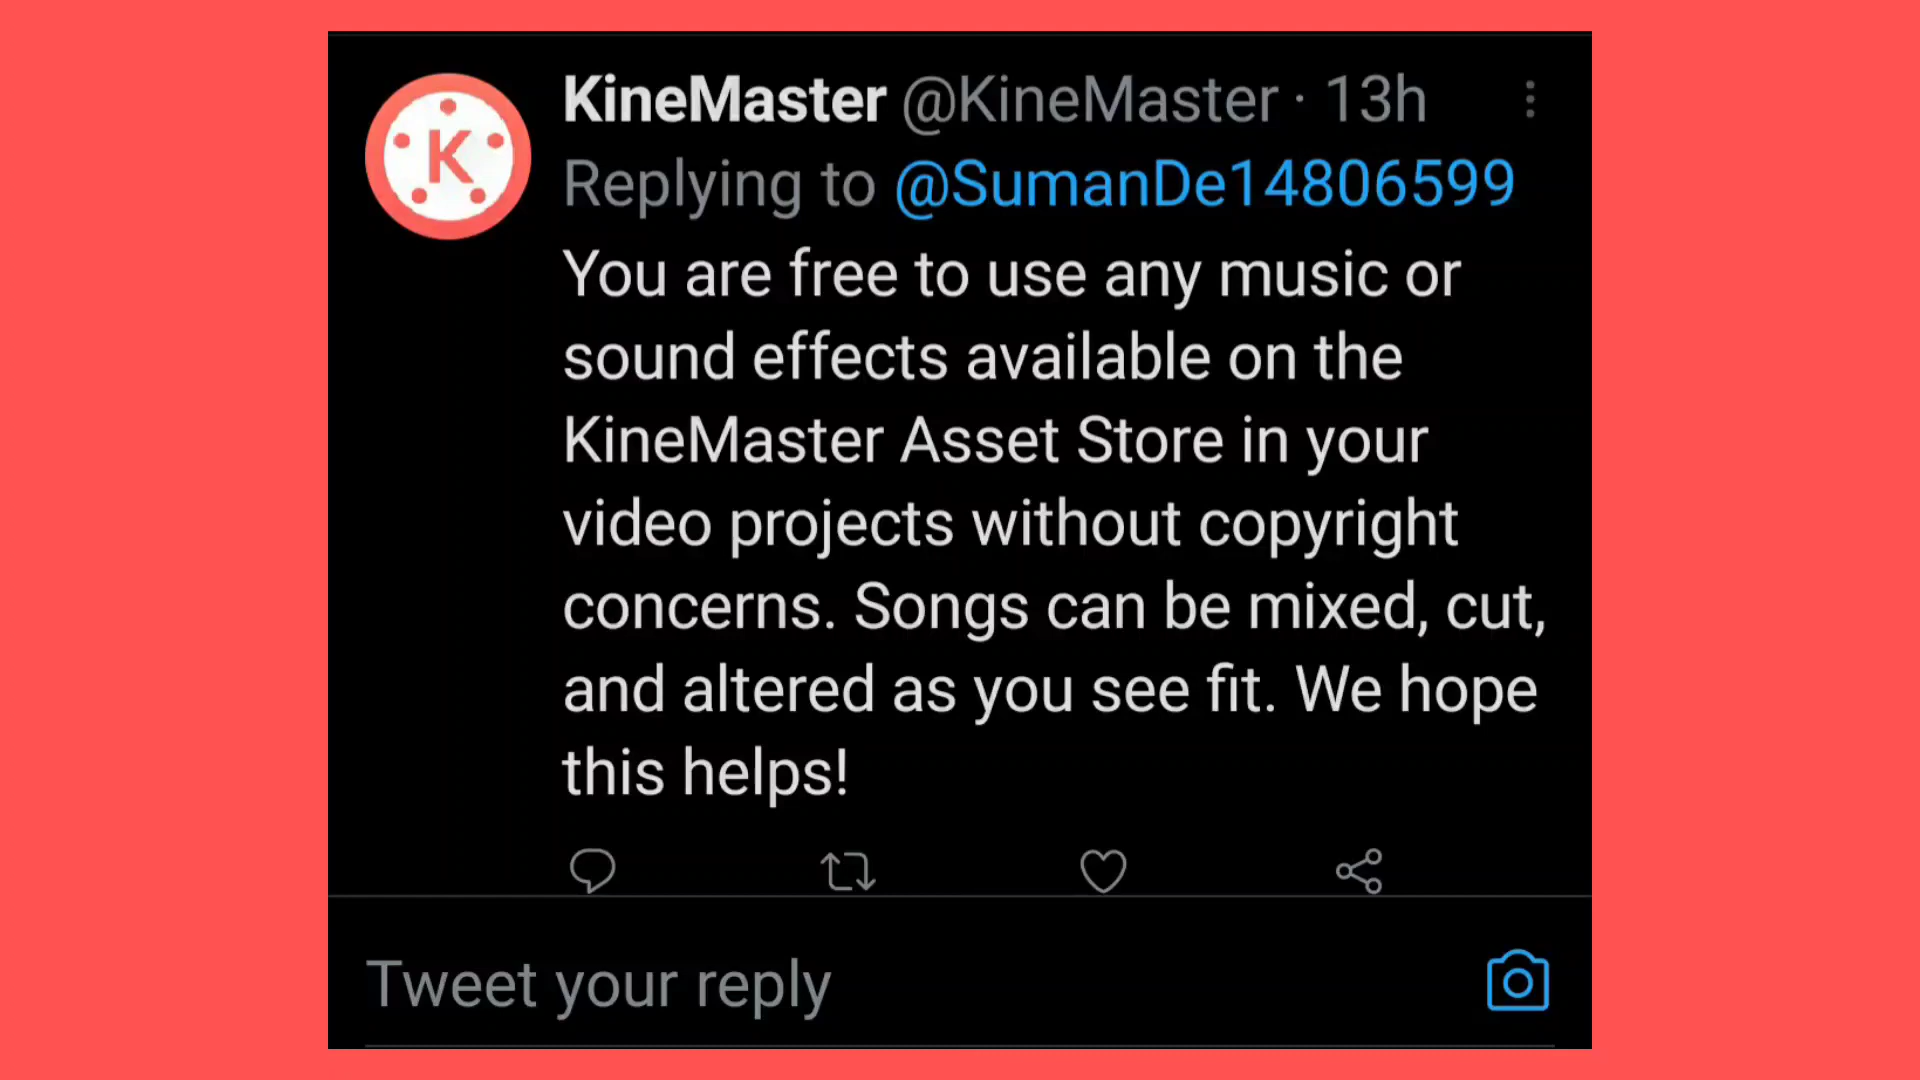 KineMaster @KineMaster · 13h
K
Replying to @SumanDe14806599
You are free to use any music or
sound effects available on the
KineMaster Asset Store in your
video projects without copyright
concerns. Songs can be mixed, cut,
and altered as you see fit. We hope
this helps!
Tweet your reply